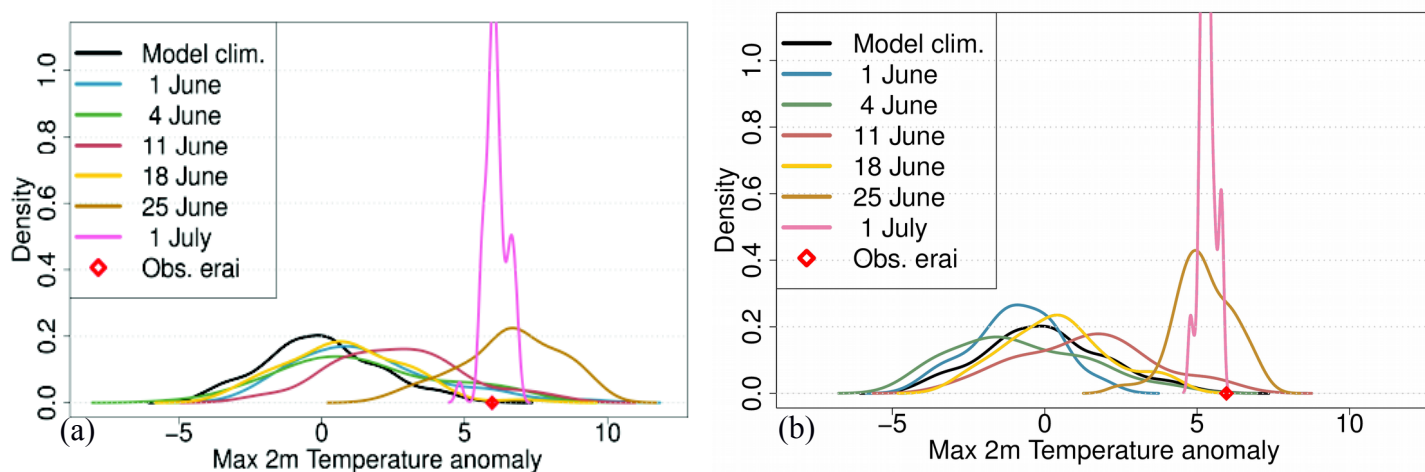 Model clim.
1 June
4 June
11 June
18 June
25 June
1 July
Obs. erai
Density
0.0 0.2 0.4 0.6 0.8 1.0
−5 0 5 10
Max 2m Temperature anomaly
(a)
Model clim.
1 June
4 June
11 June
18 June
25 June
1 July
Obs. erai
Density
0.0 0.2 0.4 0.6 0.8 1.0
−5 0 5 10
Max 2m Temperature anomaly
(b)